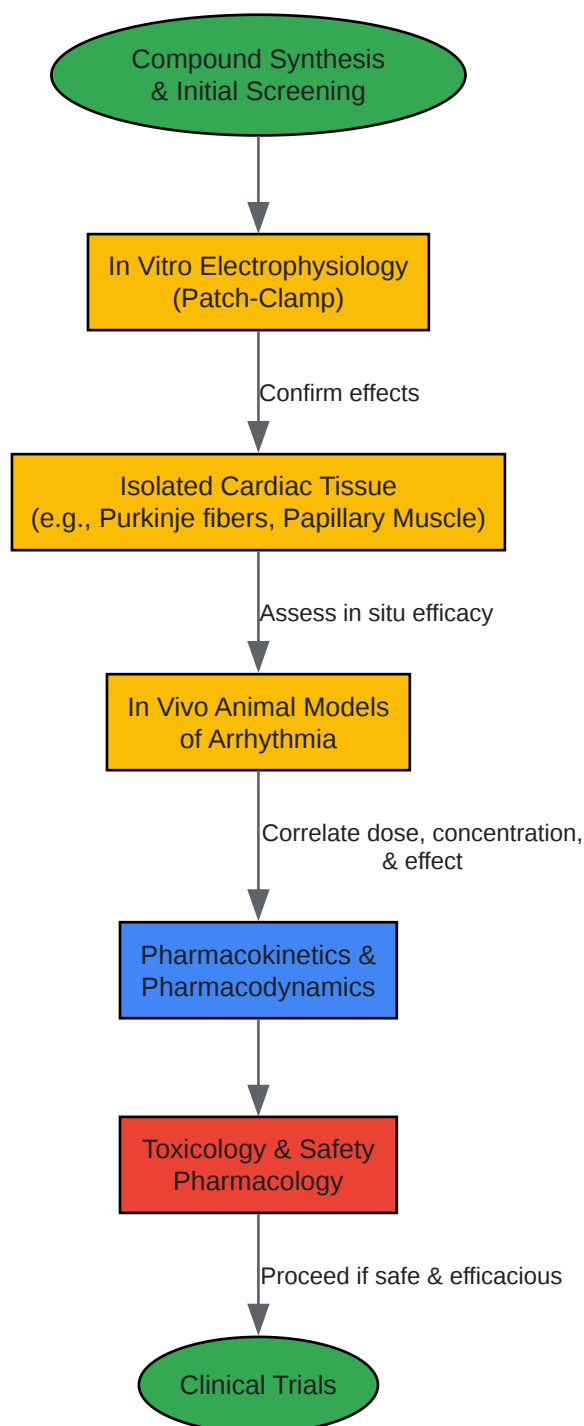 Compound Synthesis
& Initial Screening
In Vitro Electrophysiology
(Patch-Clamp)
Confirm effects
Isolated Cardiac Tissue
(e.g., Purkinje fibers, Papillary Muscle)
Assess in situ efficacy
In Vivo Animal Models
of Arrhythmia
Correlate dose, concentration,
& effect
Pharmacokinetics &
Pharmacodynamics
Toxicology & Safety
Pharmacology
Proceed if safe & efficacious
Clinical Trials